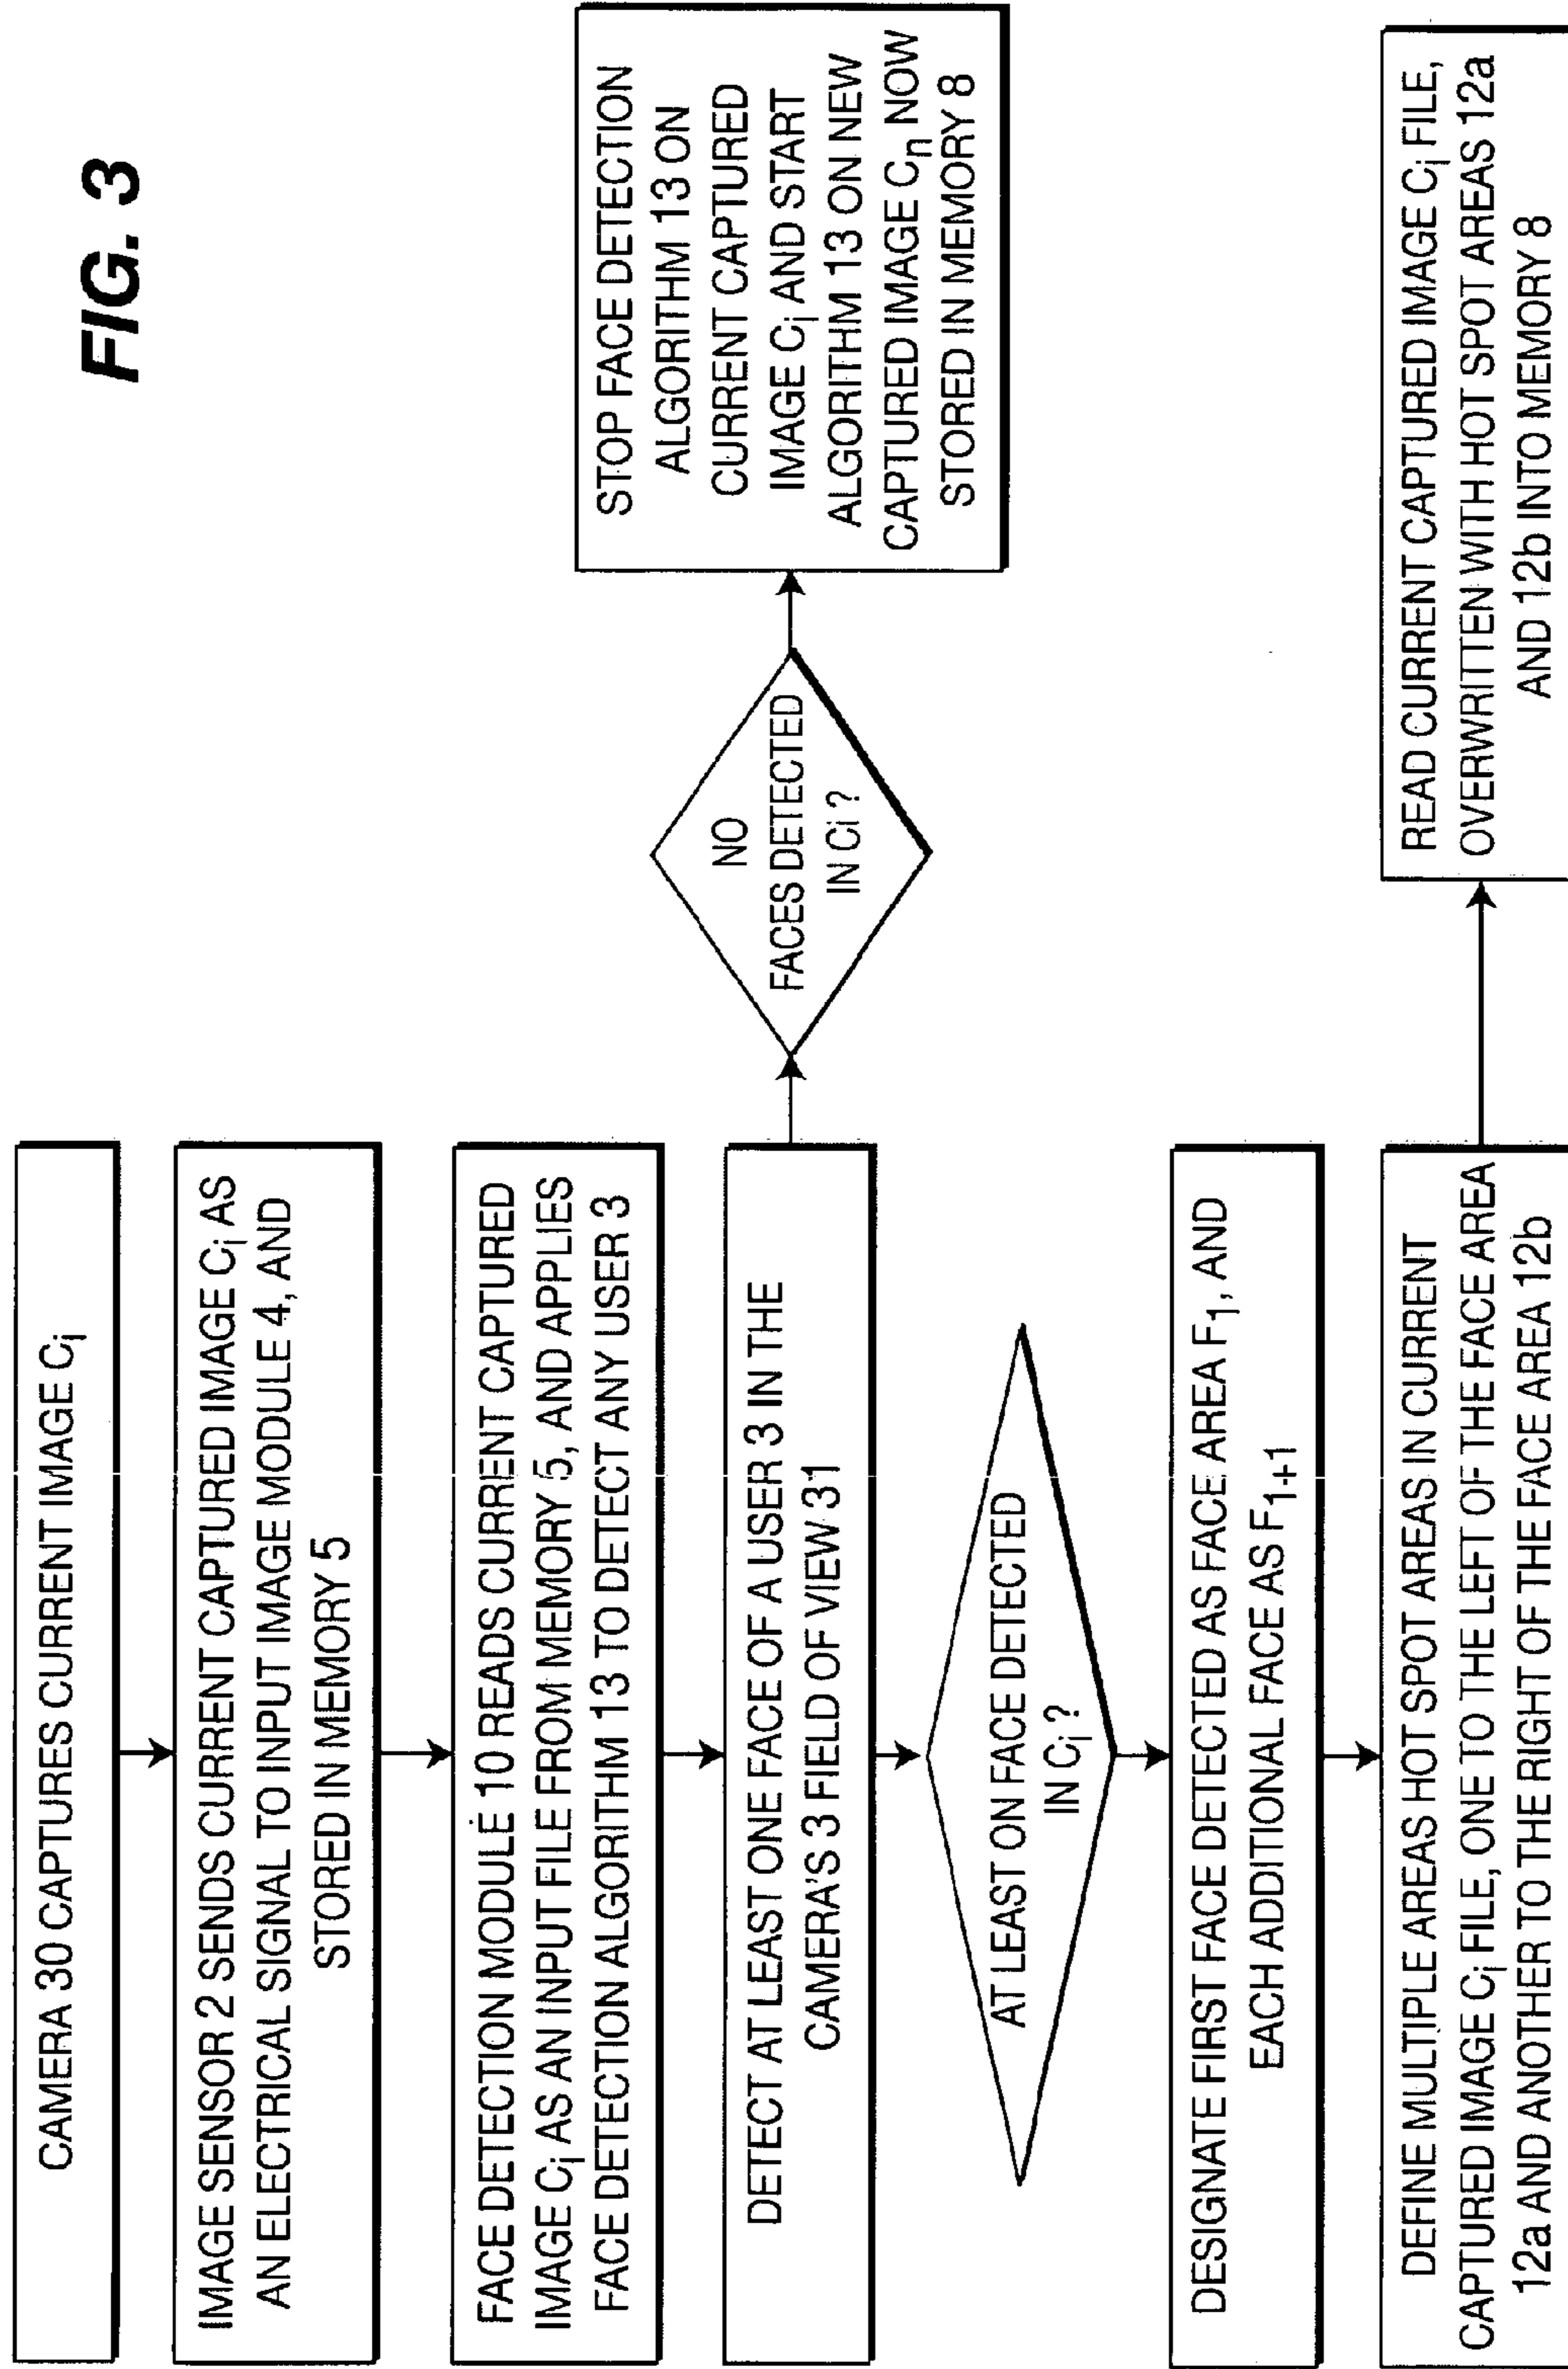 FIG. 3
CAMERA 30 CAPTURES CURRENT IMAGE Ci
IMAGE SENSOR 2 SENDS CURRENT CAPTURED IMAGE Ci AS
AN ELECTRICAL SIGNAL TO INPUT IMAGE MODULE 4, AND
STORED IN MEMORY 5
FACE DETECTION MODULE 10 READS CURRENT CAPTURED
IMAGE Ci AS AN INPUT FILE FROM MEMORY 5, AND APPLIES
FACE DETECTION ALGORITHM 13 TO DETECT ANY USER 3
DETECT AT LEAST ONE FACE OF A USER 3 IN THE
CAMERA'S 3 FIELD OF VIEW 31
NO
FACES DETECTED
IN Ci ?
STOP FACE DETECTION
ALGORITHM 13 ON
CURRENT CAPTURED
IMAGE Ci AND START
ALGORITHM 13 ON NEW
CAPTURED IMAGE Cn NOW
STORED IN MEMORY 8
AT LEAST ON FACE DETECTED
IN Ci ?
DESIGNATE FIRST FACE DETECTED AS FACE AREA F1, AND
EACH ADDITIONAL FACE AS F1+1
DEFINE MULTIPLE AREAS HOT SPOT AREAS IN CURRENT
CAPTURED IMAGE Ci FILE, ONE TO THE LEFT OF THE FACE AREA
12a AND ANOTHER TO THE RIGHT OF THE FACE AREA 12b
READ CURRENT CAPTURED IMAGE Ci FILE,
OVERWRITTEN WITH HOT SPOT AREAS 12a
AND 12b INTO MEMORY 8